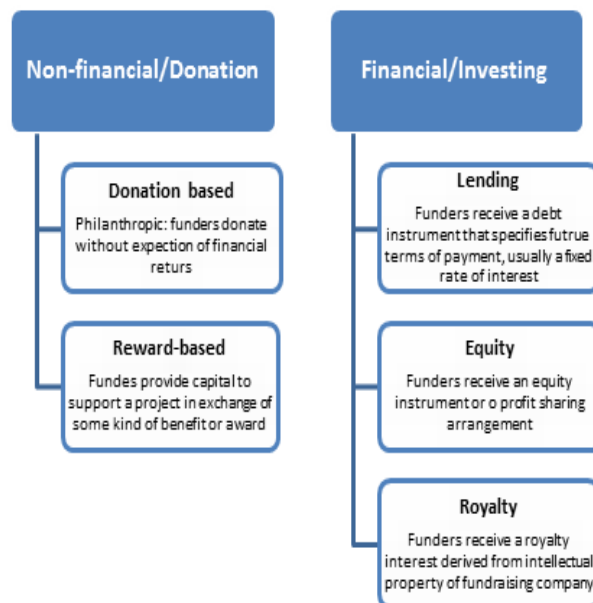 Non-financial/Donation
Donation based
Philanthropic: funders donate
without expection of financial
returs
Reward-based
Fundes provide capital to
support a project in exchange of
some kind of benefit or award
Financial/Investing
Lending
Funders receive a debt
instrument that specifies futrue
terms of payment, usually a fixed
rate of interest
Equity
Funders receive an equity
instrument or o profit sharing
arrangement
Royalty
Funders receive a royalty
interest derived from intellectual
property of fundraising company